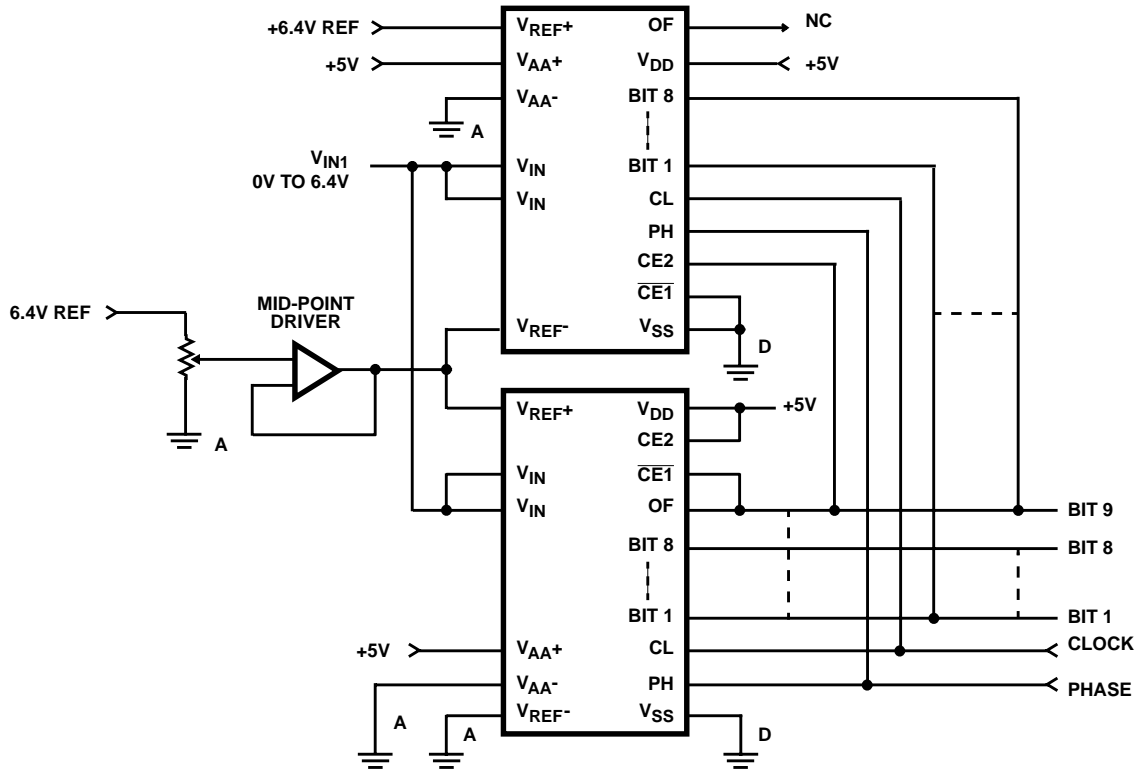 +6.4V REF
+5V
VREF+
VAA+
VAA-
A
VIN1
0V TO 6.4V
VIN
VIN
VREF-
OF
VDD
BIT 8
BIT 1
CL
PH
CE2
CE1
VSS
NC
+5V
D
6.4V REF
MID-POINT
DRIVER
A
VREF+
VIN
VIN
+5V
VAA+
VAA-
VREF-
A
A
VDD
CE2
CE1
OF
BIT 8
BIT 1
CL
PH
VSS
+5V
D
BIT 9
BIT 8
BIT 1
CLOCK
PHASE